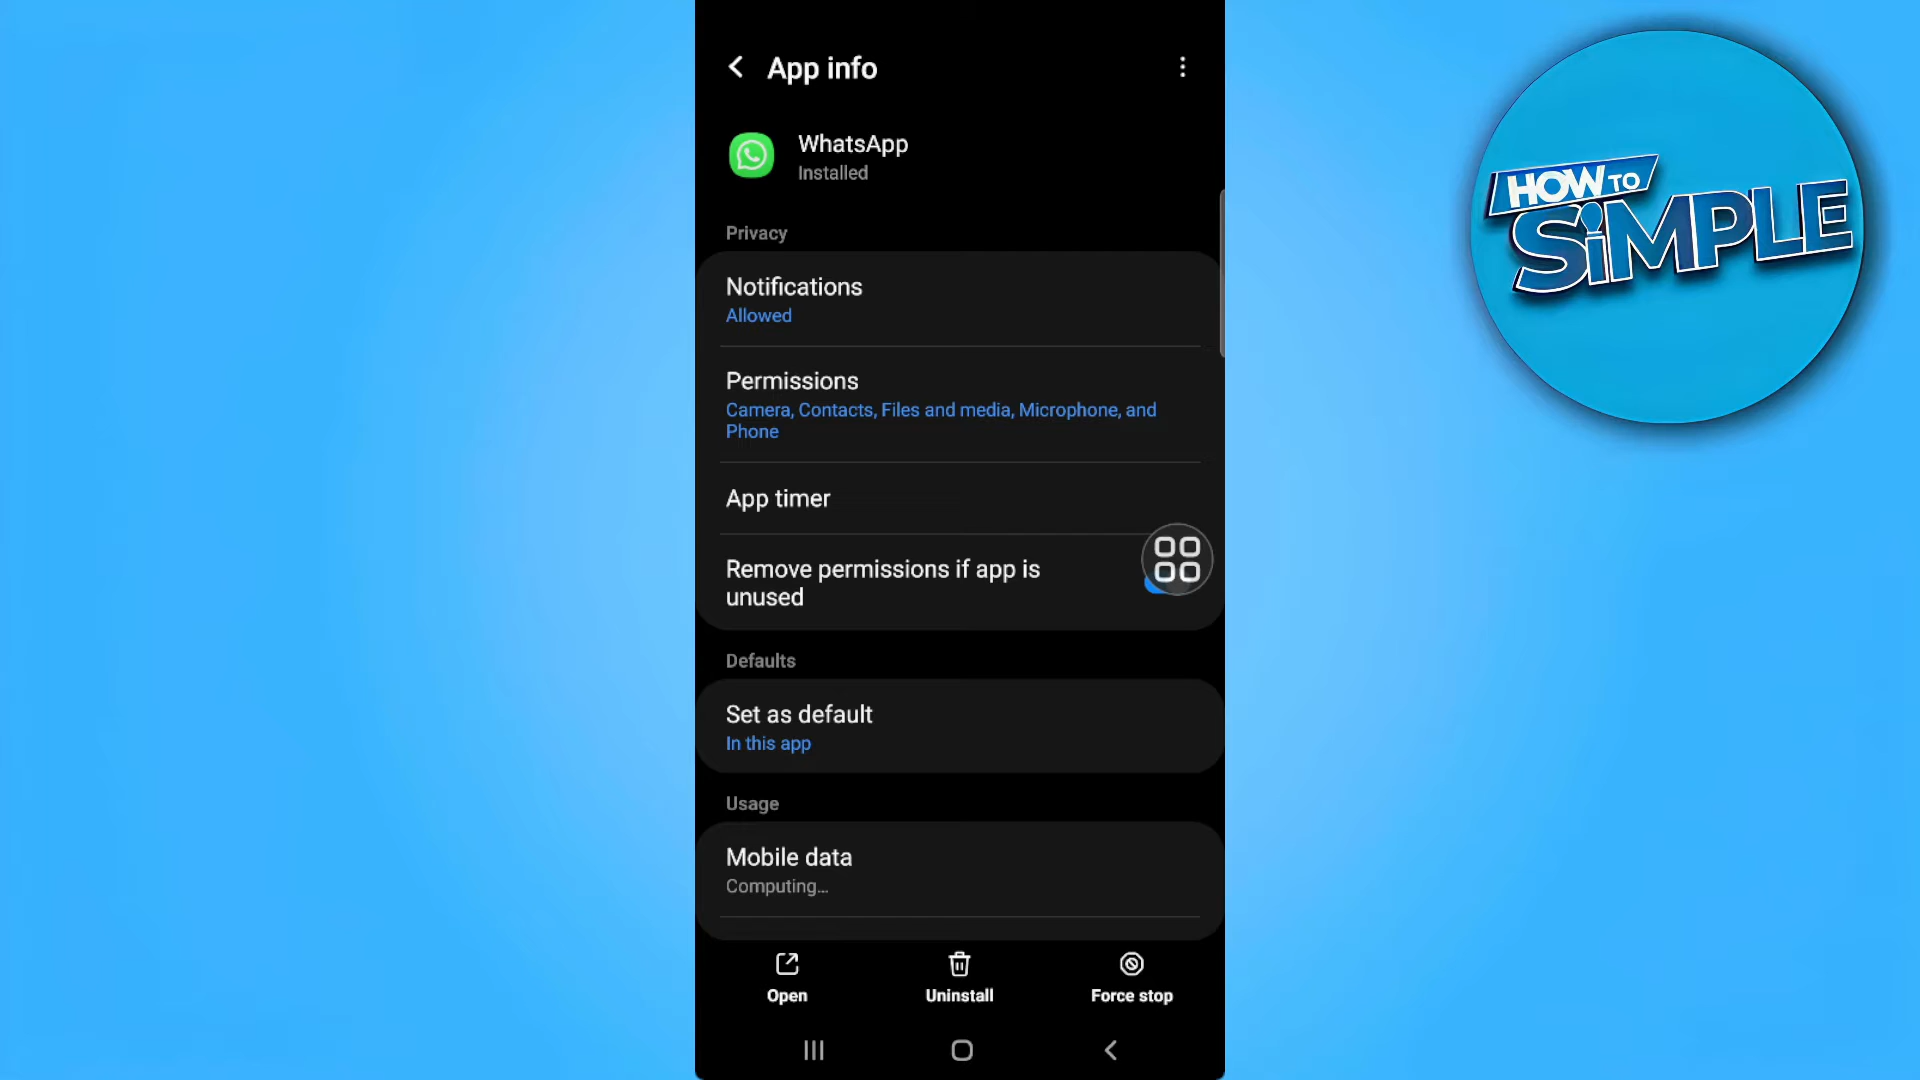 App info
WhatsApp
Installed
Privacy
Notifications
Allowed
Permissions
Camera, Contacts, Files and media, Microphone, and
Phone
App timer
Remove permissions if app is
unused
Defaults
Set as default
In this app
Usage
Mobile data
Computing...
Open
Uninstall
Force stop
HOW TO
SiMPLE